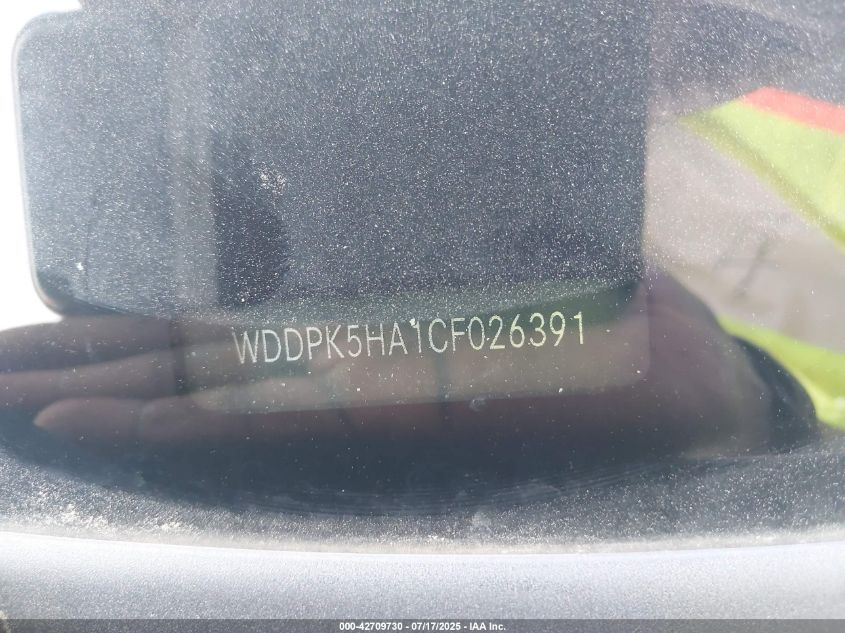 WDDPK5HA1CF026391
000-42709730 - 07/17/2025 - IAA Inc.